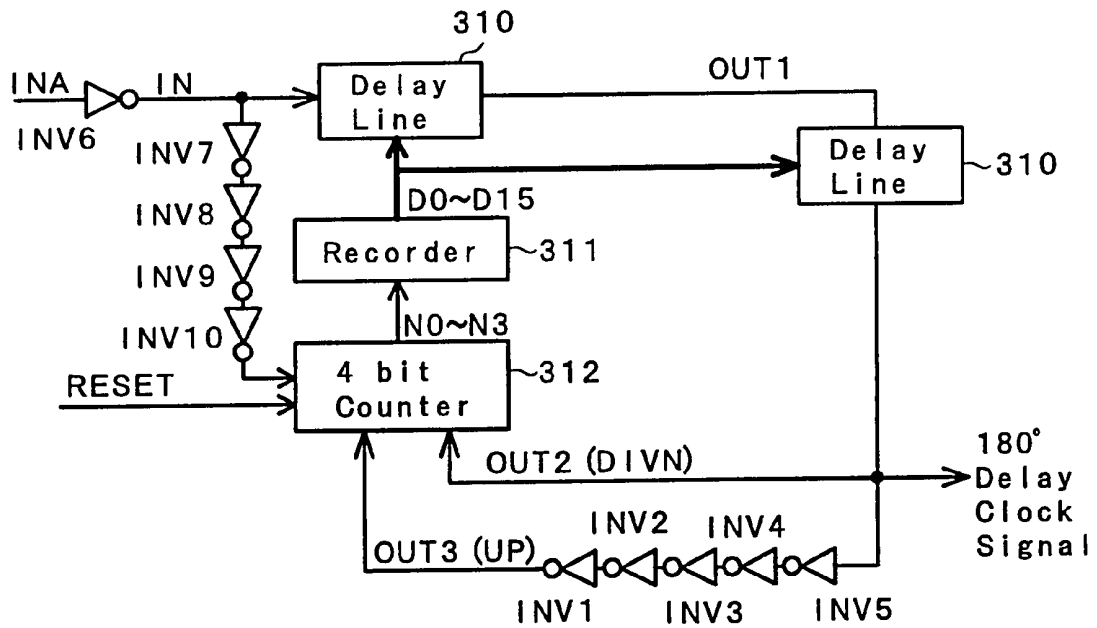 310
INA
IN
Delay
Line
OUT1
INV6
INV7
Delay
Line
310
INV8
D0~D15
INV9
Recorder
311
INV10
N0~N3
RESET
4 bit
Counter
312
OUT2 (DIVN)
180°
Delay
Clock
Signal
INV2
INV4
OUT3 (UP)
INV1
INV3
INV5